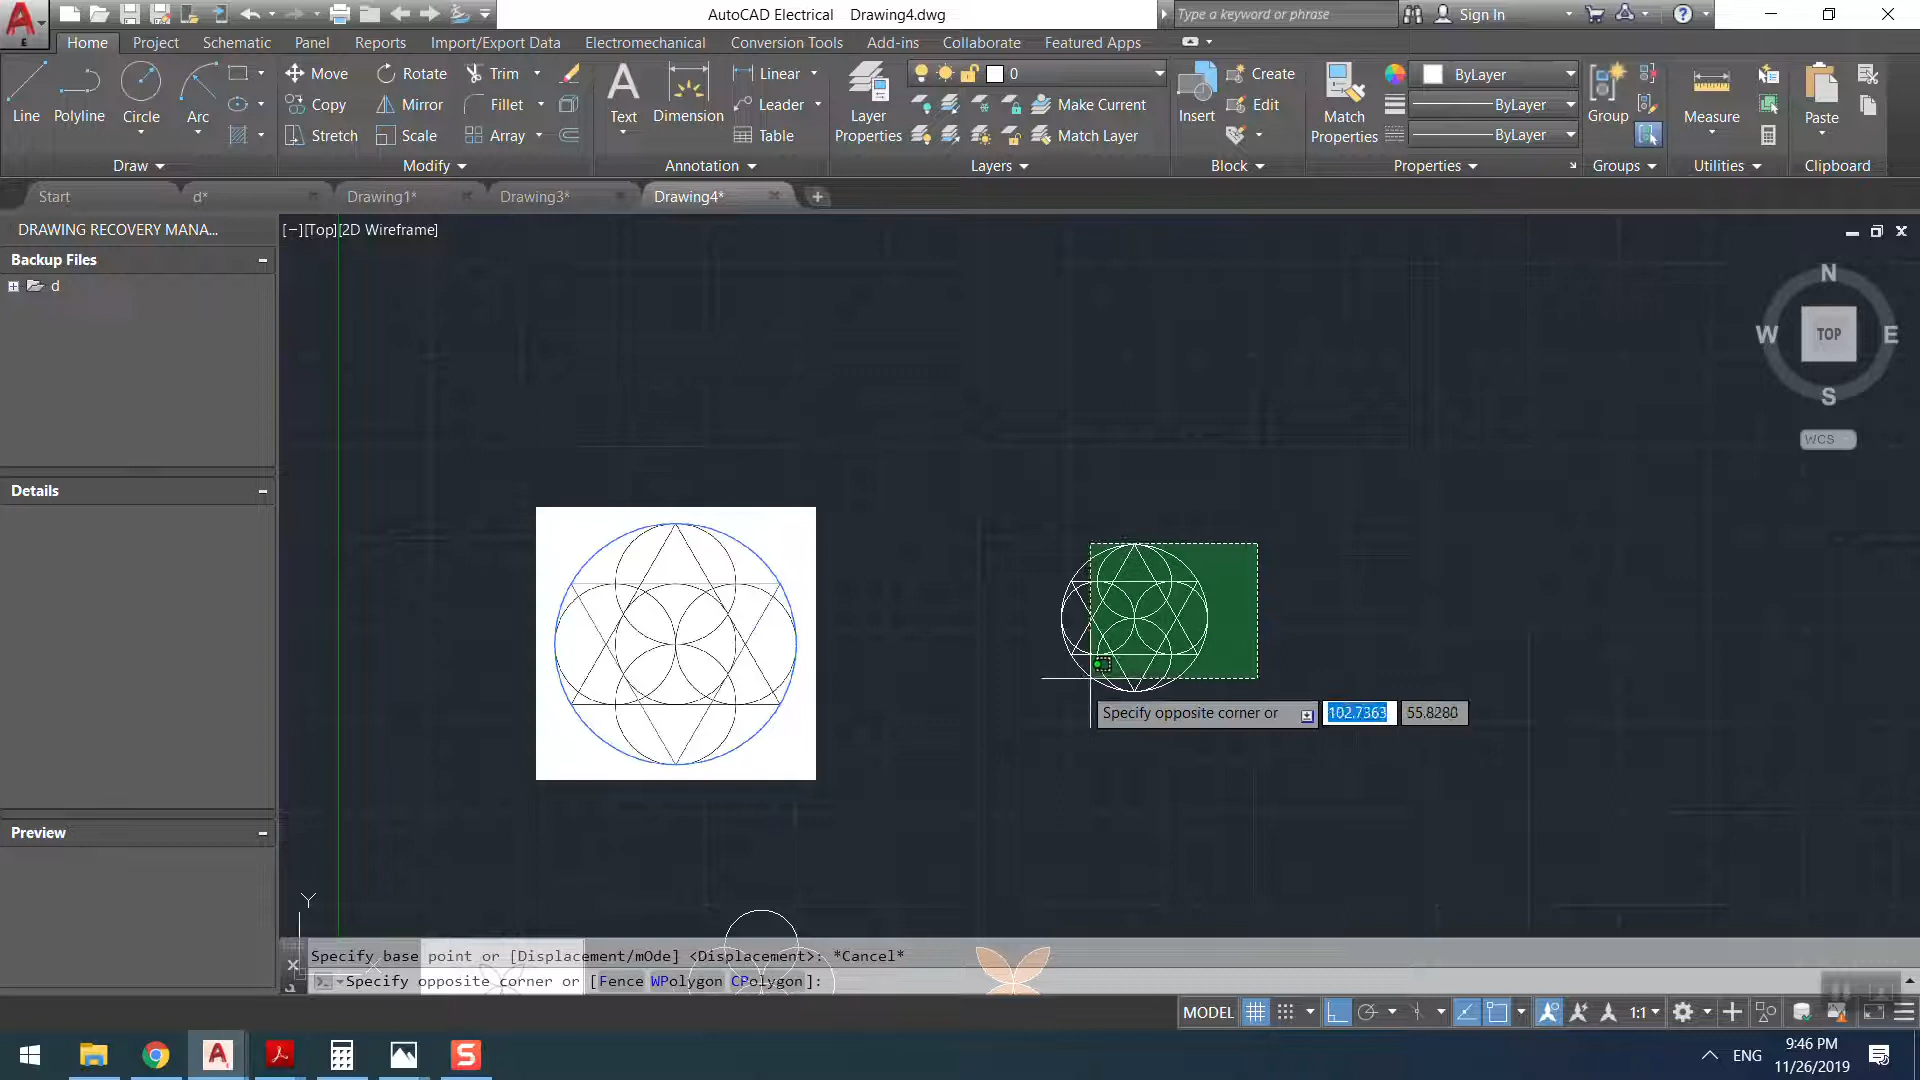 AutoCAD Electrical Drawing4.dwg
Type a keyword or phrase
Sign In
Home Project Schematic Panel Reports Import/Export Data Electromechanical Conversion Tools Add-ins Collaborate Featured Apps
Line Polyline Circle Arc
Move Rotate Trim
Copy Mirror Fillet
Stretch Scale Array
Text Dimension
Linear
Leader
Table
Layer Properties
0
Make Current
Match Layer
Insert
Create
Edit
Match Properties
ByLayer
ByLayer
ByLayer
Group
Measure
Paste
Draw Modify Annotation Layers Block Properties Groups Utilities Clipboard
Start d* Drawing1* Drawing3* Drawing4*
DRAWING RECOVERY MANA...
Backup Files
d
Details
Preview
[−][Top][2D Wireframe]
N
W TOP E
S
WCS
Specify opposite corner or 102.7363 55.8280
Y
Specify base point or [Displacement/mOde] <Displacement>: *Cancel*
Specify opposite corner or [Fence WPolygon CPolygon]:
MODEL 1:1
ENG
9:46 PM
11/26/2019